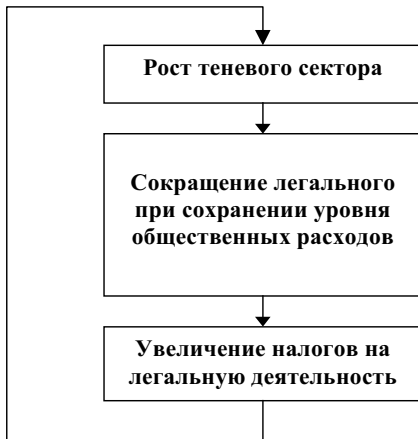 Рост теневого сектора
Сокращение легального
при сохранении уровня
общественных расходов
Увеличение налогов на
легальную деятельность